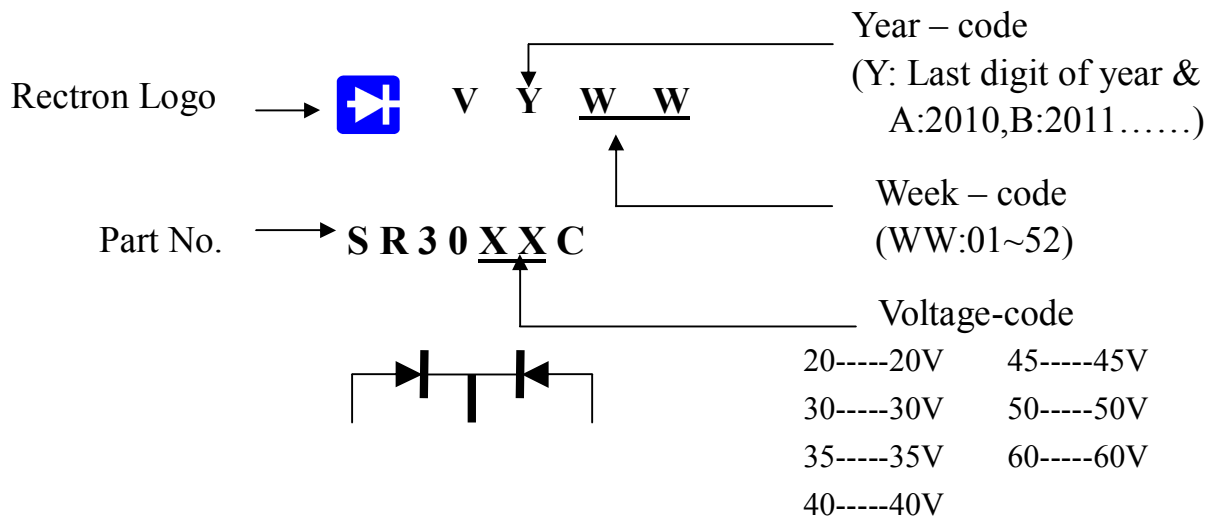 Year – code
(Y: Last digit of year &
A:2010,B:2011……)
Rectron Logo
V Y W W
Week – code
(WW:01~52)
Part No.
S R 3 0 X X C
Voltage-code
20-----20V 45-----45V
30-----30V 50-----50V
35-----35V 60-----60V
40-----40V